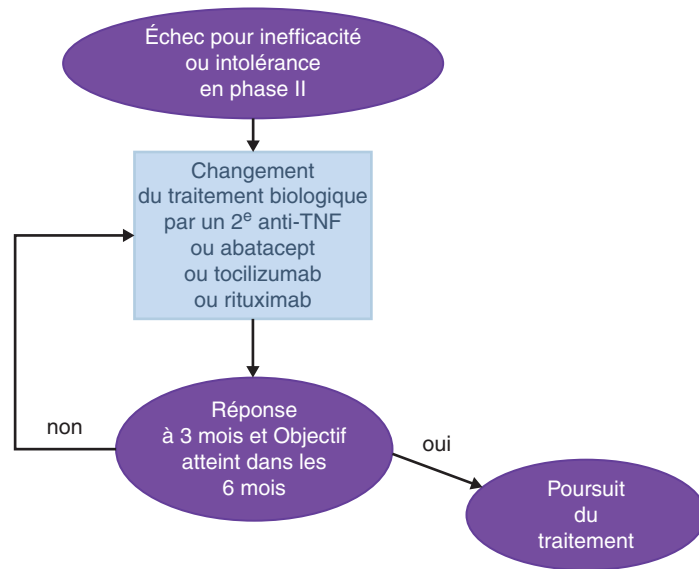 Échec pour inefficacité
ou intolérance
en phase II
Changement
du traitement biologique
par un 2e anti-TNF
ou abatacept
ou tocilizumab
ou rituximab
non
Réponse
à 3 mois et Objectif
atteint dans les
6 mois
oui
Poursuit
du
traitement